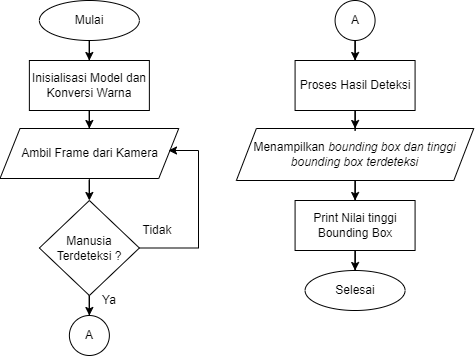 Mulai
Inisialisasi Model dan
Konversi Warna
Ambil Frame dari Kamera
Manusia
Terdeteksi ?
Tidak
Ya
A
A
Proses Hasil Deteksi
Menampilkan bounding box dan tinggi
bounding box terdeteksi
Print Nilai tinggi
Bounding Box
Selesai